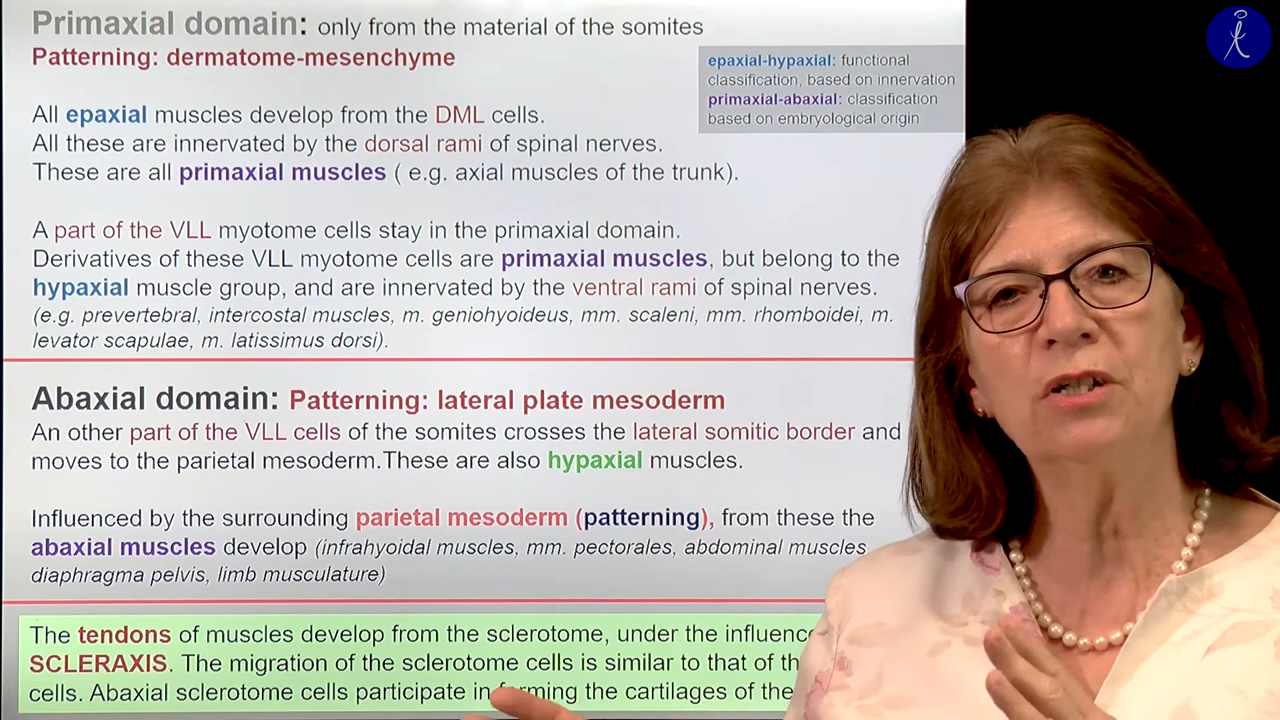 Primaxial domain: only from the material of the somites
Patterning: dermatome-mesenchyme
epaxial-hypaxial: functional
classification, based on innervation
primaxial-abaxial: classification
based on embryological origin
All epaxial muscles develop from the DML cells.
All these are innervated by the dorsal rami of spinal nerves.
These are all primaxial muscles ( e.g. axial muscles of the trunk).
A part of the VLL myotome cells stay in the primaxial domain.
Derivatives of these VLL myotome cells are primaxial muscles, but belong to the
hypaxial muscle group, and are innervated by the ventral rami of spinal nerves.
(e.g. prevertebral, intercostal muscles, m. geniohyoideus, mm. scaleni, mm. rhomboidei, m.
levator scapulae, m. latissimus dorsi).
Abaxial domain: Patterning: lateral plate mesoderm
An other part of the VLL cells of the somites crosses the lateral somitic border and
moves to the parietal mesoderm.These are also hypaxial muscles.
Influenced by the surrounding parietal mesoderm (patterning), from these the
abaxial muscles develop (infrahyoidal muscles, mm. pectorales, abdominal muscles
diaphragma pelvis, limb musculature)
The tendons of muscles develop from the sclerotome, under the
SCLERAXIS. The migration of the sclerotome cells is similar to that of
cells. Abaxial sclerotome cells participate in the cartilages of the